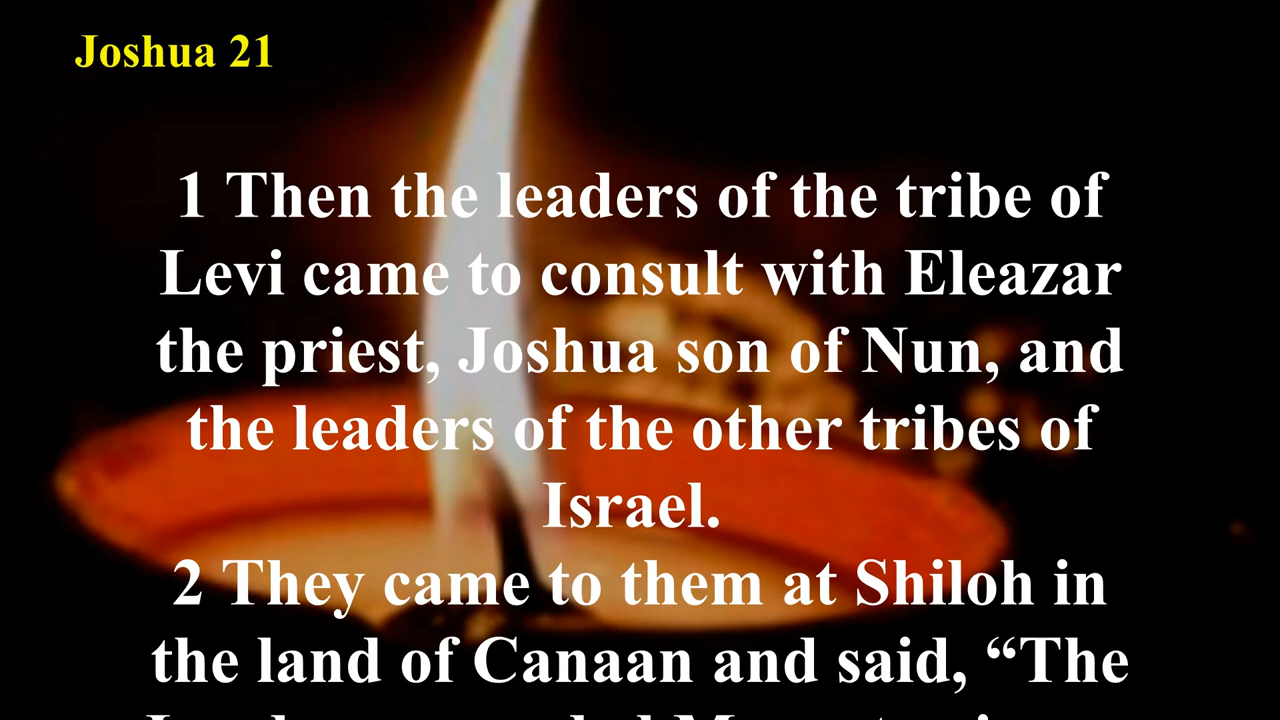 Joshua 21
1 Then the leaders of the tribe of
Levi came to consult with Eleazar
the priest, Joshua son of Nun, and
the leaders of the other tribes of
Israel.
2 They came to them at Shiloh in
the land of Canaan and said, “The